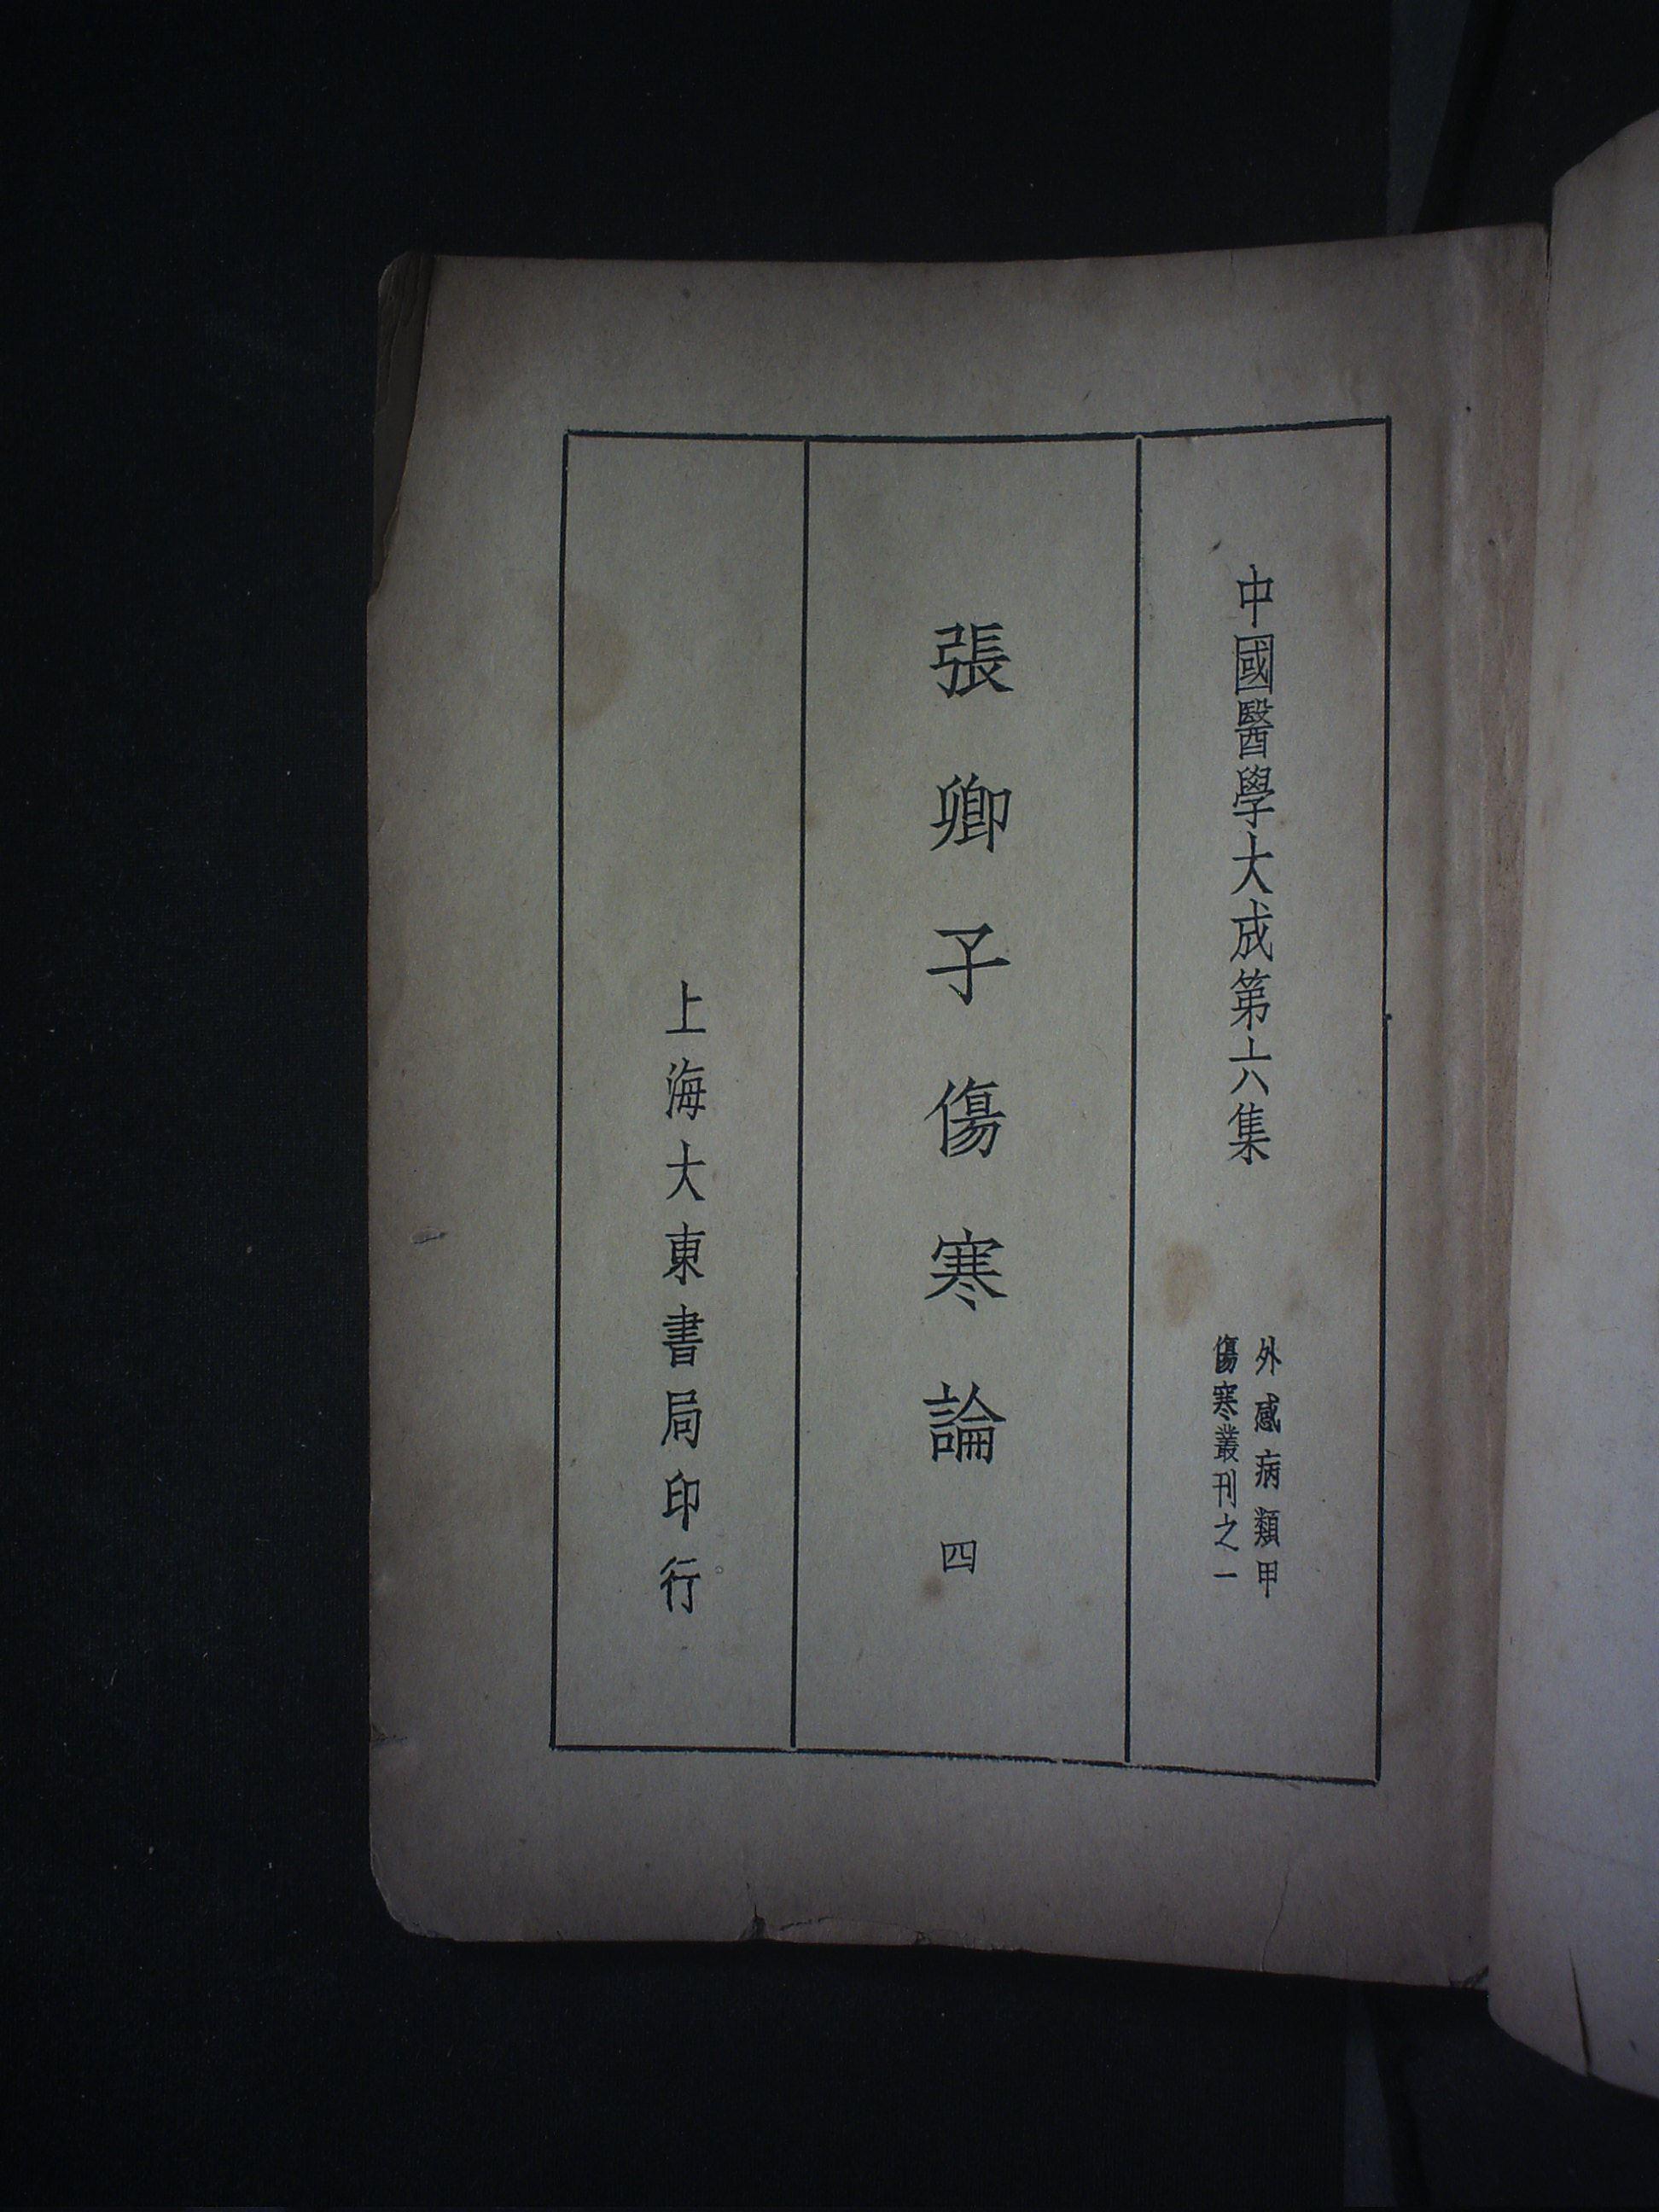 中國醫學大成第六集
外感病類甲
傷寒叢刊之一
張卿子傷寒論 四
上海大東書局印行